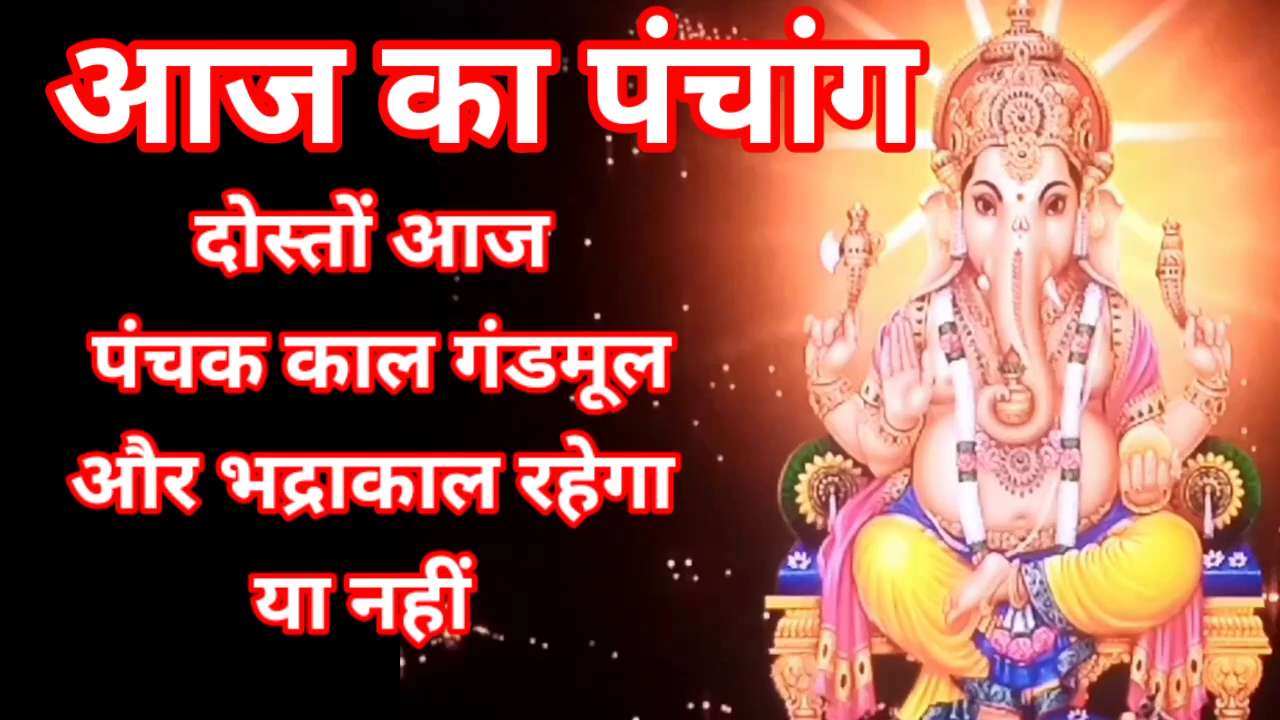 आज का पंचांग
दोस्तों आज
पंचक काल गंडमूल
और भद्राकाल रहेगा
या नहीं